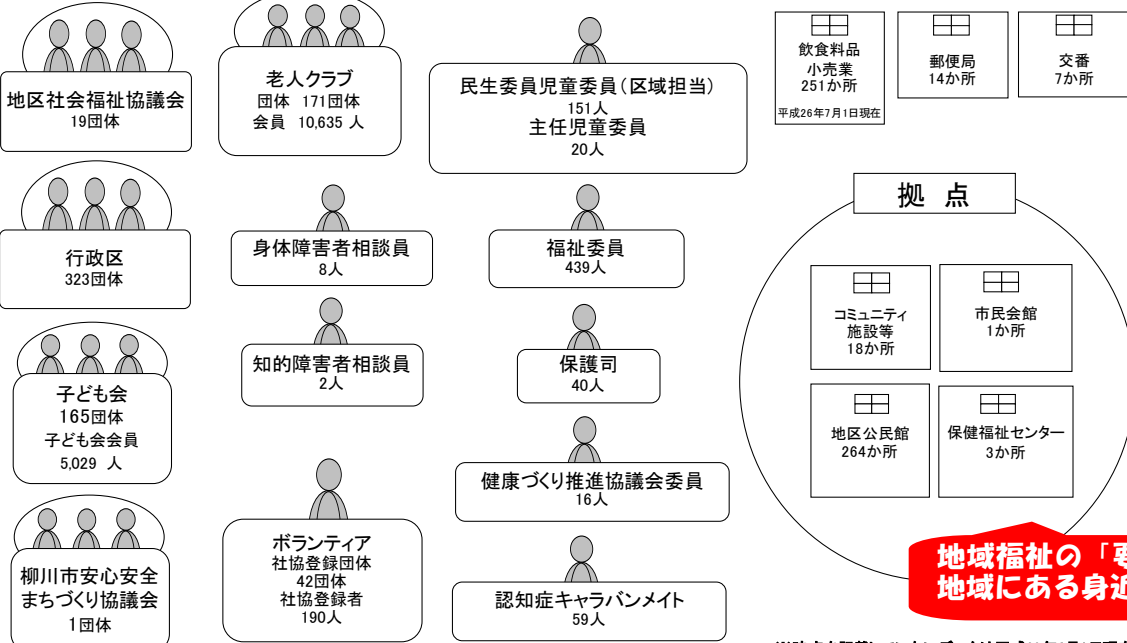 地区社会福祉協議会
19団体
老人クラブ
団体 171団体
会員 10,635 人
民生委員児童委員(区域担当)
151人
主任児童委員
20人
飲食料品
小売業
251か所
平成26年7月1日現在
郵便局
14か所
交番
7か所
行政区
323団体
身体障害者相談員
8人
福祉委員
439人
拠 点
コミュニティ
施設等
18か所
市民会館
1か所
地区公民館
264か所
保健福祉センター
3か所
子ども会
165団体
子ども会会員
5,029 人
知的障害者相談員
2人
保護司
40人
健康づくり推進協議会委員
16人
柳川市安心安全
まちづくり協議会
1団体
ボランティア
社協登録団体
42団体
社協登録者
190人
認知症キャラバンメイト
59人
地域福祉の「要
地域にある身近